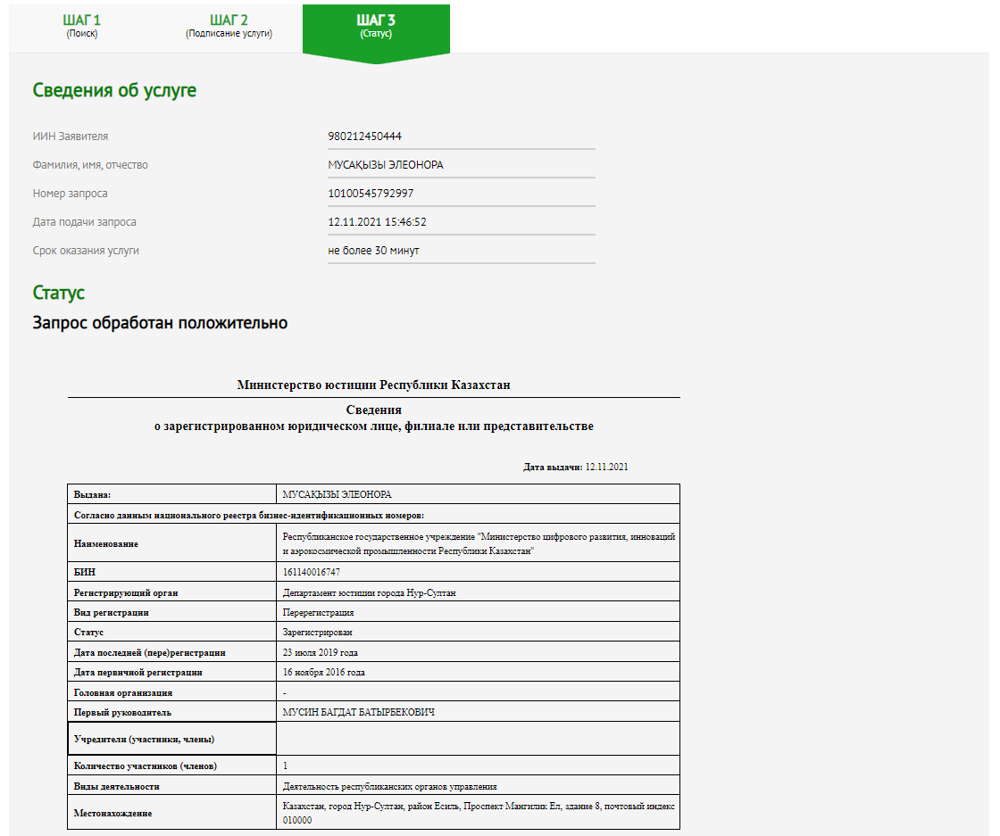 ШАГ 1
(Поиск)
ШАГ 2
(Подписание услуги)
ШАГ 3
(Статус)
Сведения об услуге
ИИН Заявителя 980212450444
Фамилия, имя, отчество МУСАҚЫЗЫ ЭЛЕОНОРА
Номер запроса 10100545792997
Дата подачи запроса 12.11.2021 15:46:52
Срок оказания услуги не более 30 минут
Статус
Запрос обработан положительно
Министерство юстиции Республики Казахстан
Сведения
о зарегистрированном юридическом лице, филиале или представительстве
Дата выдачи: 12.11.2021
Выдана: МУСАҚЫЗЫ ЭЛЕОНОРА
Согласно данным национального реестра бизнес-идентификационных номеров:
Наименование Республиканское государственное учреждение "Министерство цифрового развития, инноваций
и аэрокосмической промышленности Республики Казахстан"
БИН 161140016747
Регистрирующий орган Департамент юстиции города Нур-Султан
Вид регистрации Перерегистрация
Статус Зарегистрирован
Дата последней (пере)регистрации 23 июля 2019 года
Дата первичной регистрации 16 ноября 2016 года
Головная организация -
Первый руководитель МУСИН БАГДАТ БАТЫРБЕКОВИЧ
Учредители (участники, члены)
Количество участников (членов) 1
Виды деятельности Деятельность республиканских органов управления
Местонахождение Казахстан, город Нур-Султан, район Есиль, Проспект Мангилик Ел, здание 8, почтовый индекс
010000